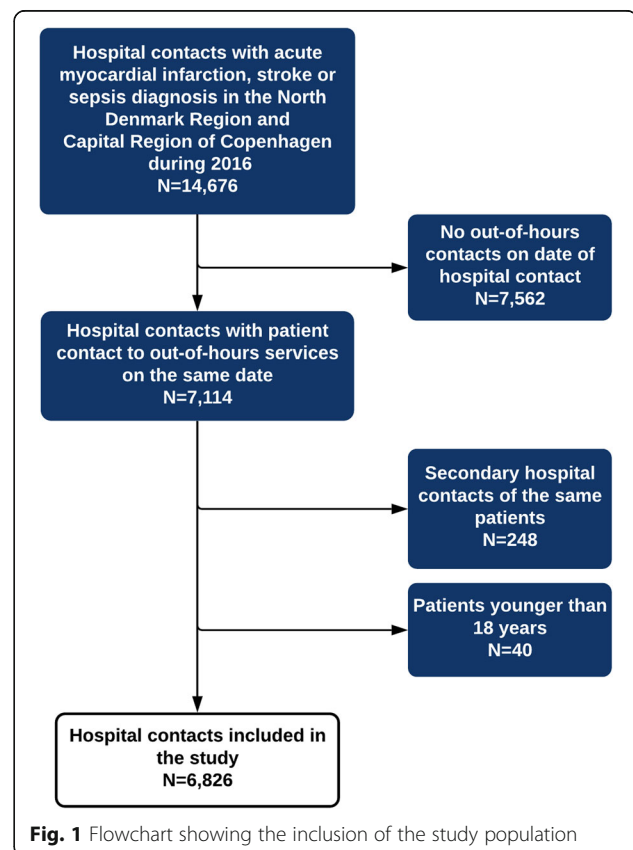 Hospital contacts with acute
myocardial infarction, stroke or
sepsis diagnosis in the North
Denmark Region and
Capital Region of Copenhagen
during 2016
N=14,676
No out-of-hours
contacts on date of
hospital contact
N=7,562
Hospital contacts with patient
contact to out-of-hours services
on the same date
N=7,114
Secondary hospital
contacts of the same
patients
N=248
Patients younger than
18 years
N=40
Hospital contacts included in
the study
N=6,826
Fig. 1 Flowchart showing the inclusion of the study population